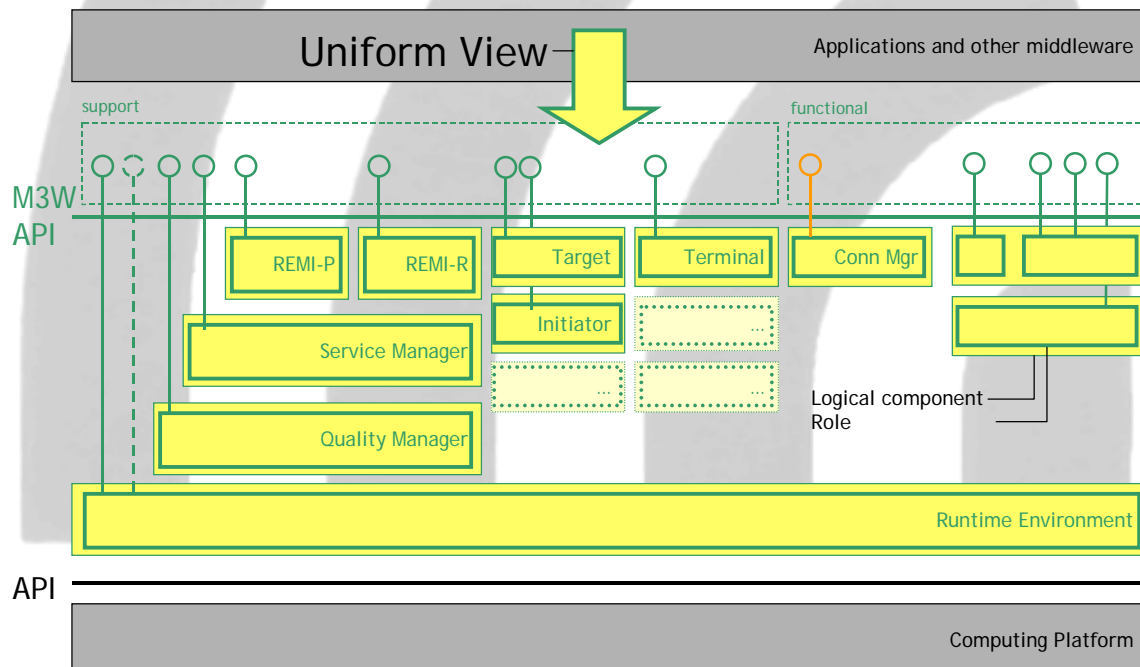 Uniform View
Applications and other middleware
support
functional
M3W
API
REMI-P
REMI-R
Target
Terminal
Conn Mgr
Initiator
...
Service Manager
...
...
Logical component
Role
Quality Manager
Runtime Environment
API
Computing Platform